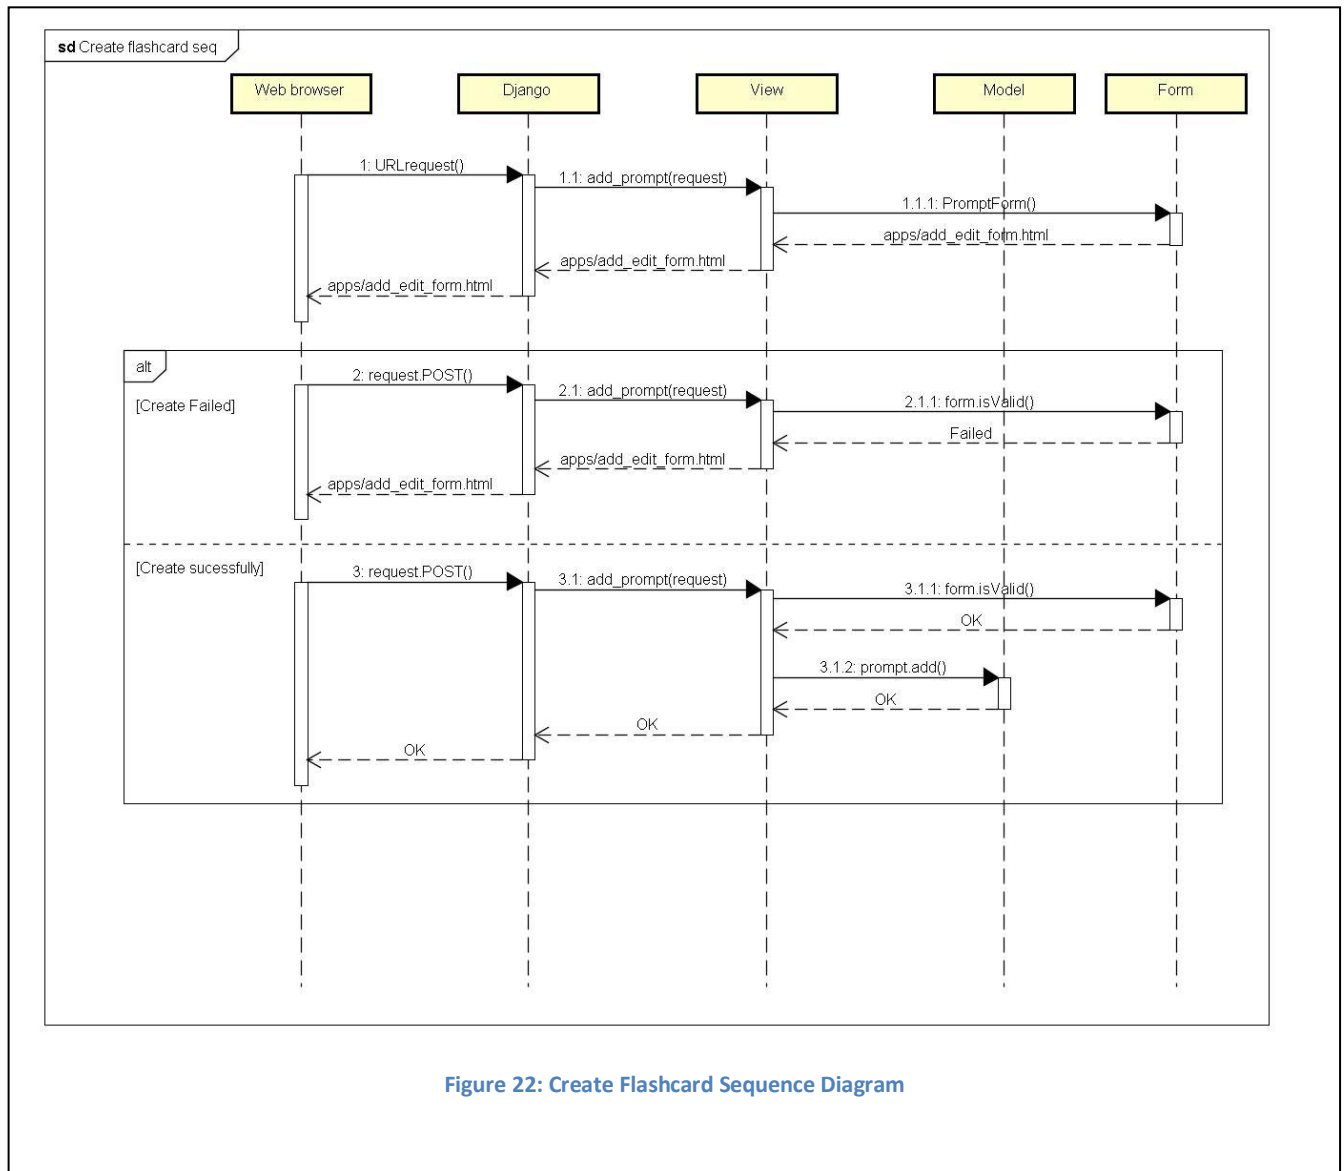 sd Create flashcard seq
Web browser
Django
View
Model
Form
1: URLrequest()
1.1: add_prompt(request)
1.1.1: PromptForm()
apps/add_edit_form.html
apps/add_edit_form.html
apps/add_edit_form.html
alt
[Create Failed]
2: request.POST()
2.1: add_prompt(request)
2.1.1: form.isValid()
Failed
apps/add_edit_form.html
apps/add_edit_form.html
[Create sucessfully]
3: request.POST()
3.1: add_prompt(request)
3.1.1: form.isValid()
OK
3.1.2: prompt.add()
OK
OK
OK
Figure 22: Create Flashcard Sequence Diagram